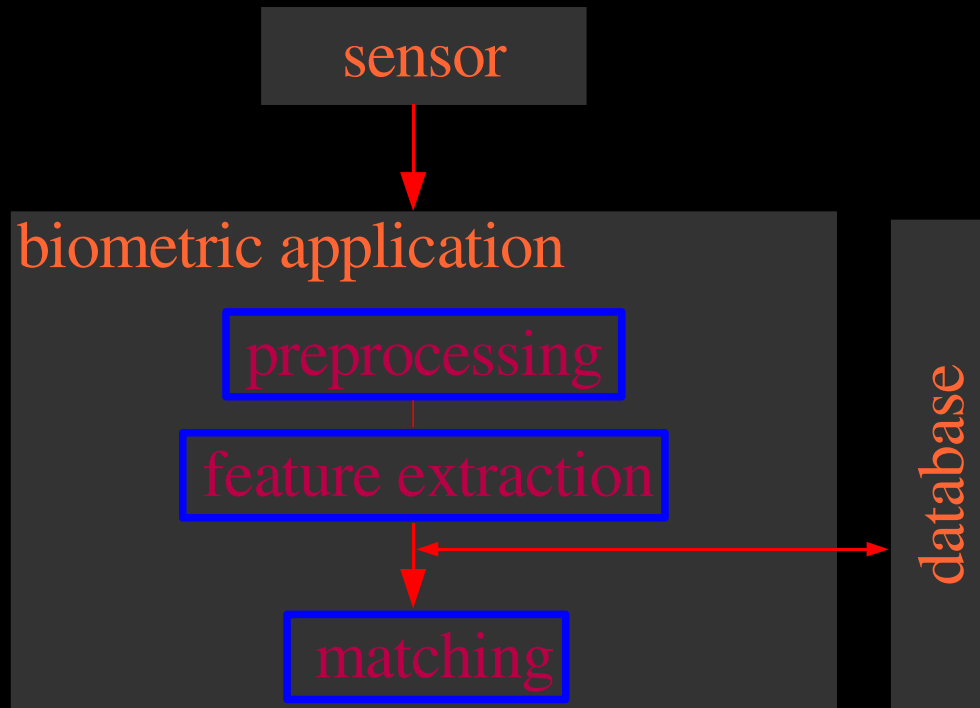 sensor
biometric application
preprocessing
feature extraction
matching
database